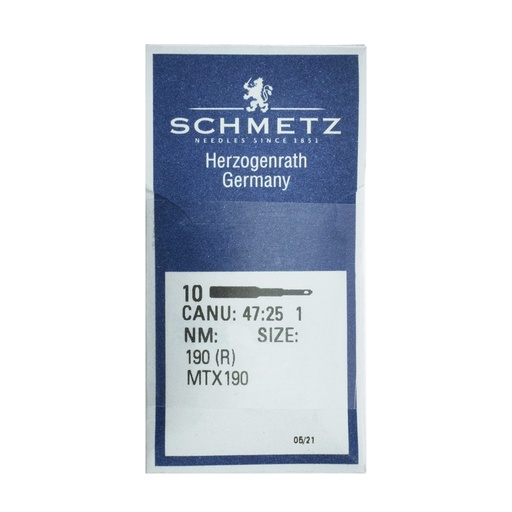 SCHMETZ
NEEDLES SINCE 1851
Herzogenrath
Germany
10
CANU: 47:25 1
NM: SIZE:
190 (R)
MTX190
05/21